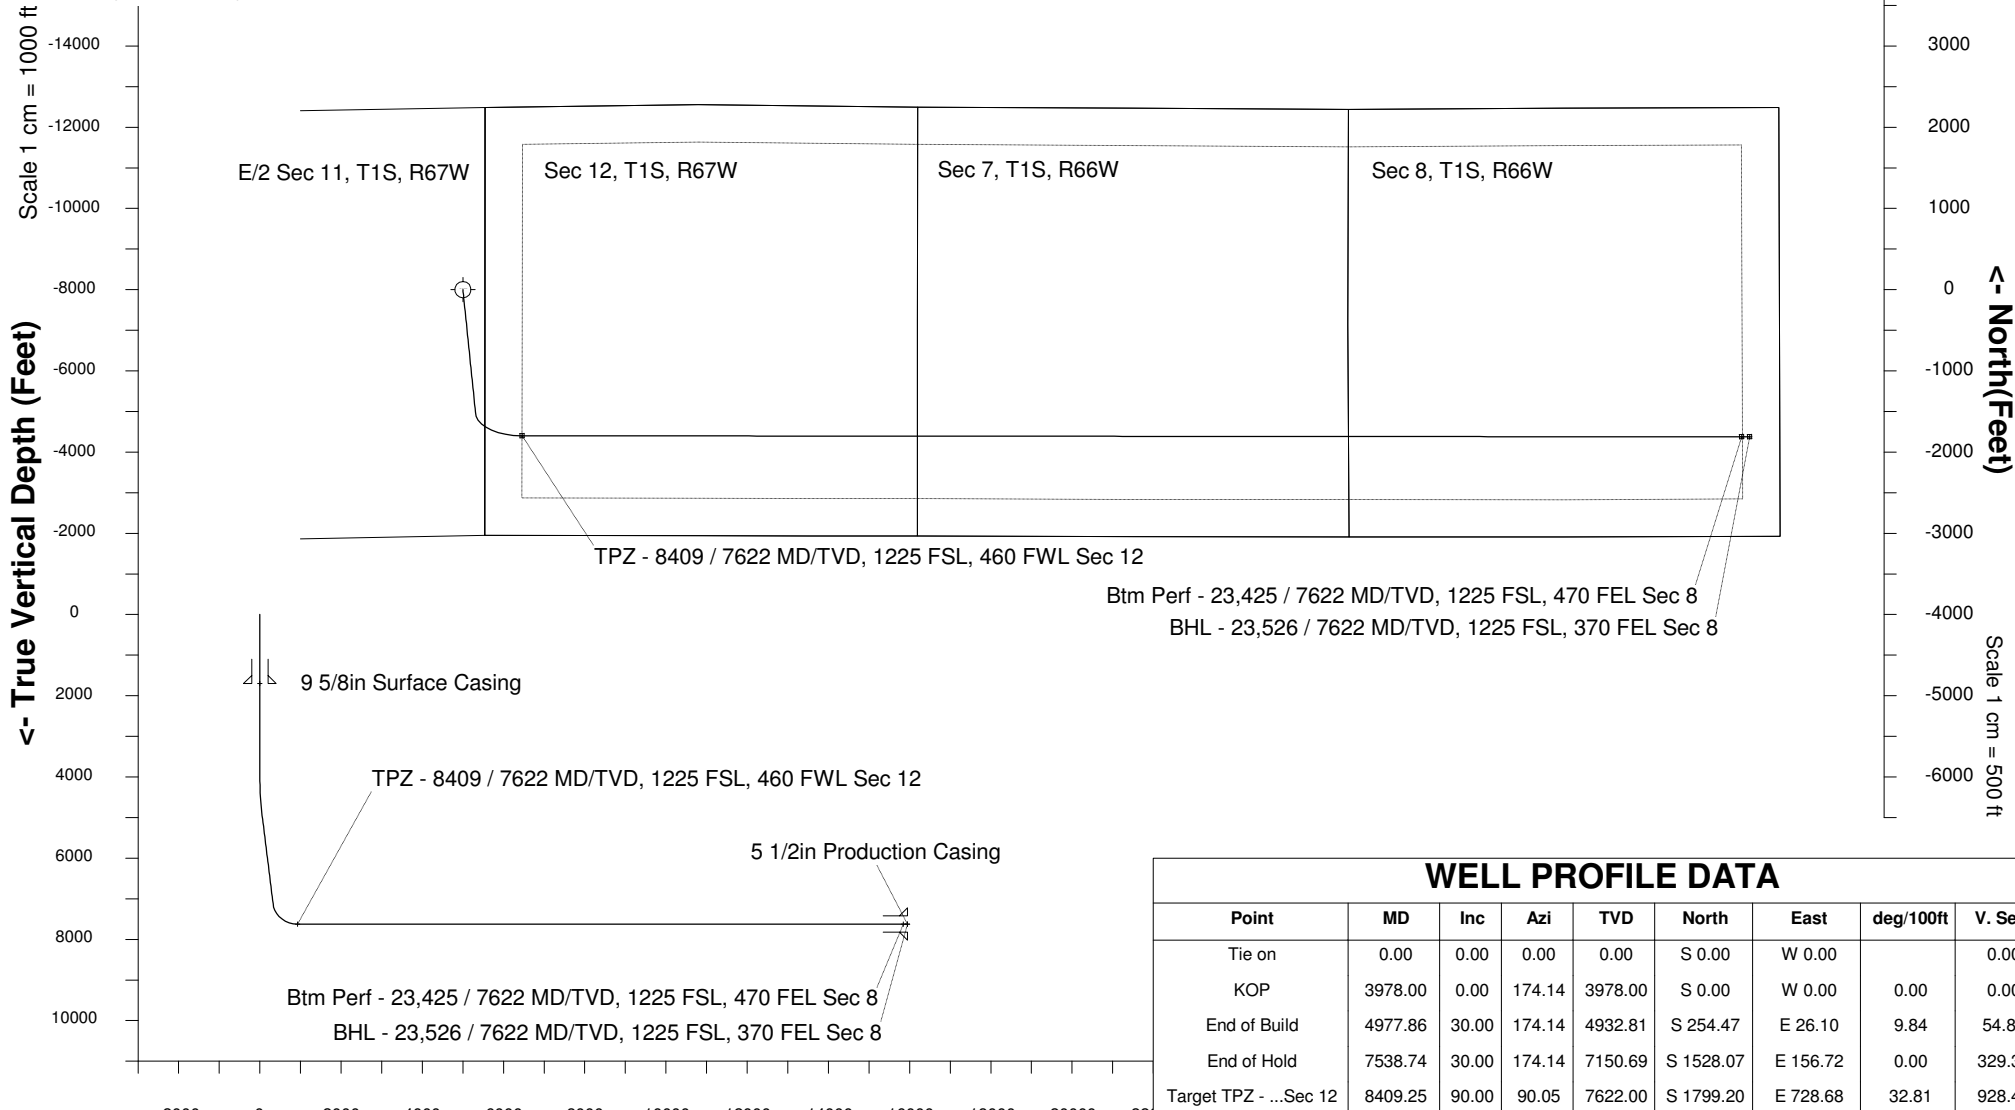 Scale 1 cm = 1000 ft
<- True Vertical Depth (Feet)
-14000
-12000
-10000
-8000
-6000
-4000
-2000
0
2000
4000
6000
8000
10000
3000
2000
1000
0
-1000
-2000
-3000
-4000
-5000
-6000
<- North(Feet)
Scale 1 cm = 500 ft
E/2 Sec 11, T1S, R67W
Sec 12, T1S, R67W
Sec 7, T1S, R66W
Sec 8, T1S, R66W
TPZ - 8409 / 7622 MD/TVD, 1225 FSL, 460 FWL Sec 12
Btm Perf - 23,425 / 7622 MD/TVD, 1225 FSL, 470 FEL Sec 8
BHL - 23,526 / 7622 MD/TVD, 1225 FSL, 370 FEL Sec 8
9 5/8in Surface Casing
TPZ - 8409 / 7622 MD/TVD, 1225 FSL, 460 FWL Sec 12
5 1/2in Production Casing
Btm Perf - 23,425 / 7622 MD/TVD, 1225 FSL, 470 FEL Sec 8
BHL - 23,526 / 7622 MD/TVD, 1225 FSL, 370 FEL Sec 8
WELL PROFILE DATA
Point MD Inc Azi TVD North East deg/100ft V. Se
Tie on 0.00 0.00 0.00 0.00 S 0.00 W 0.00 0.00
KOP 3978.00 0.00 174.14 3978.00 S 0.00 W 0.00 0.00 0.00
End of Build 4977.86 30.00 174.14 4932.81 S 254.47 E 26.10 9.84 54.8
End of Hold 7538.74 30.00 174.14 7150.69 S 1528.07 E 156.72 0.00 329.3
Target TPZ - ...Sec 12 8409.25 90.00 90.05 7622.00 S 1799.20 E 728.68 32.81 928.